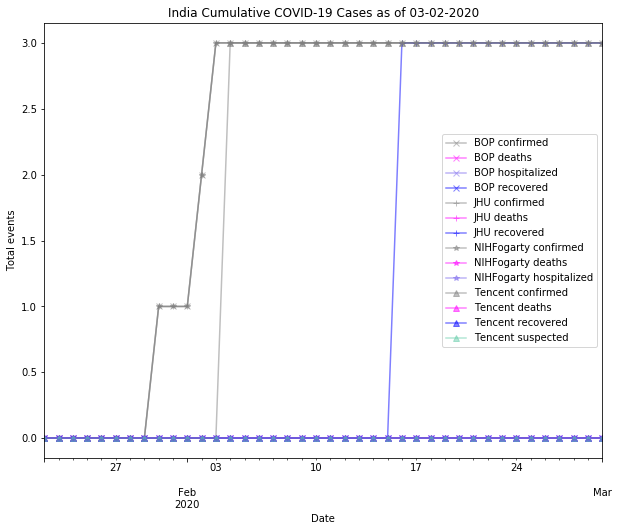 India Cumulative COVID-19 Cases as of 03-02-2020
3.0
2.5
2.0
1.5
1.0
0.5
0.0
Total events
BOP confirmed
BOP deaths
BOP hospitalized
BOP recovered
JHU confirmed
JHU deaths
JHU recovered
NIHFogarty confirmed
NIHFogarty deaths
NIHFogarty hospitalized
Tencent confirmed
Tencent deaths
Tencent recovered
Tencent suspected
27 03 10 17 24
Feb Mar
2020
Date